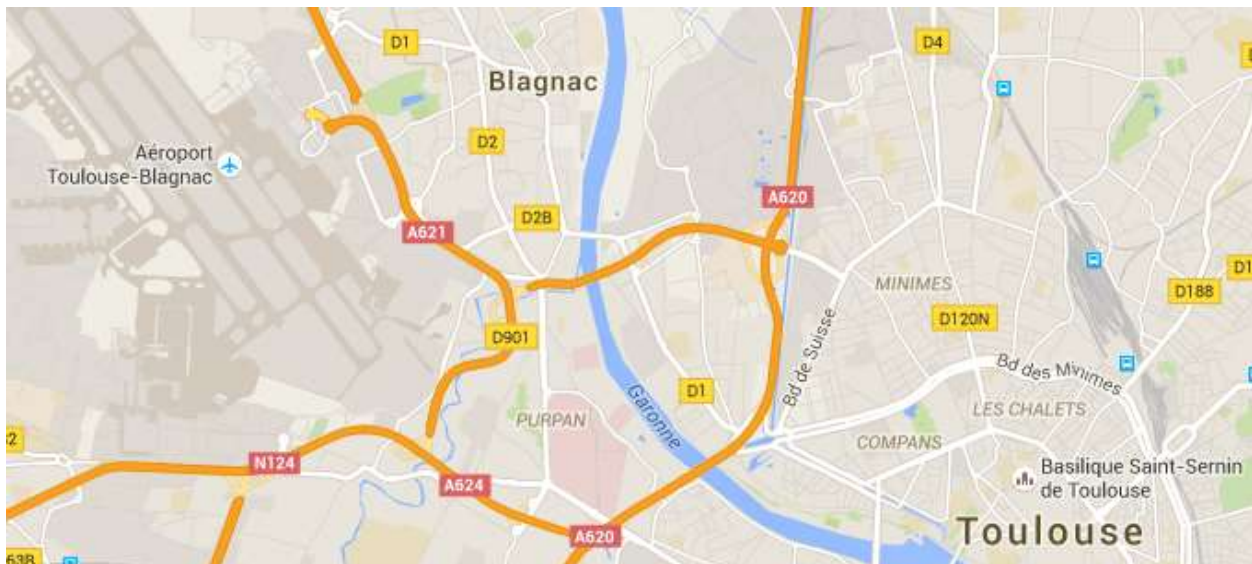 D1
D4
Blagnac
D2
Aéroport
Toulouse-Blagnac
A620
D2B
A621
MINIMES
D188
D120N
D901
Bd de Suisse
Bd des Minimes
Garonne
D1
LES CHALETS
PURPAN
COMPANS
N124
A624
Basilique Saint-Sernin
de Toulouse
A620
Toulouse
63B